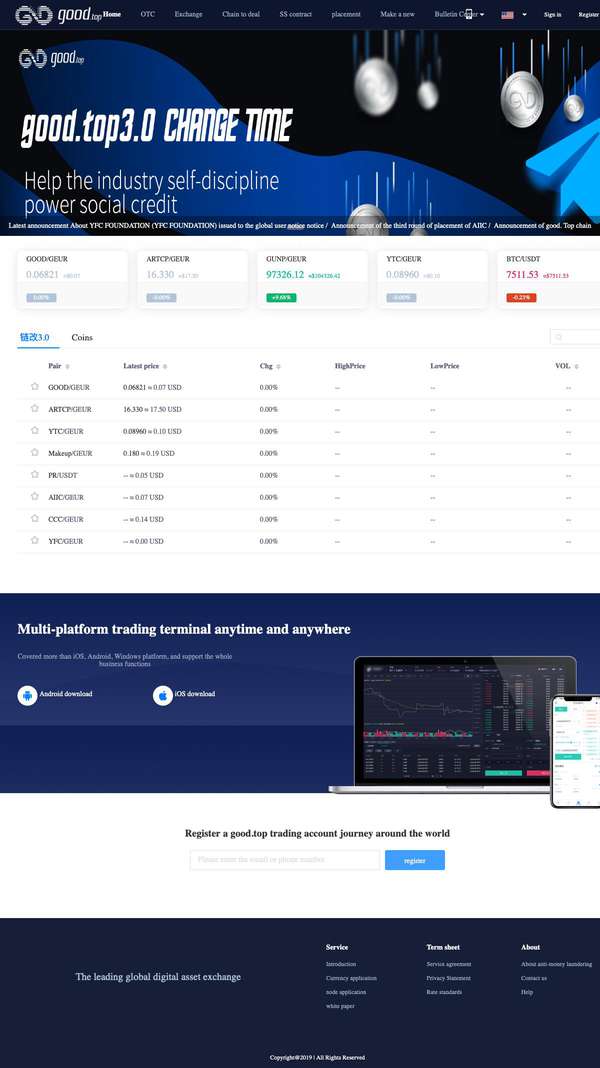 good.top Home OTC Exchange Chain to deal SS contract placement Make a new Bulletin Center Sign in Register
good.top
good.top3.0 CHANGE TIME
Help the industry self-discipline
power social credit
Latest announcement About YFC FOUNDATION (YFC FOUNDATION) issued to the global user notice notice / Announcement of the third round of placement of AIIC / Announcement of good. Top chain
GOOD/GEUR ARTCP/GEUR GUNP/GEUR YTC/GEUR BTC/USDT
0.06821 ≈$0.07 16.330 ≈$17.50 97326.12 ≈$104326.42 0.08960 ≈$0.10 7511.53 ≈$7511.53
0.00% -0.00% +9.68% -0.00% -0.23%
链改3.0 Coins
Pair Latest price Chg HighPrice LowPrice VOL
GOOD/GEUR 0.06821 ≈ 0.07 USD 0.00% -- -- --
ARTCP/GEUR 16.330 ≈ 17.50 USD 0.00% -- -- --
YTC/GEUR 0.08960 ≈ 0.10 USD 0.00% -- -- --
Makeup/GEUR 0.180 ≈ 0.19 USD 0.00% -- -- --
PR/USDT -- ≈ 0.05 USD 0.00% -- -- --
AIIC/GEUR -- ≈ 0.07 USD 0.00% -- -- --
CCC/GEUR -- ≈ 0.14 USD 0.00% -- -- --
YFC/GEUR -- ≈ 0.00 USD 0.00% -- -- --
Multi-platform trading terminal anytime and anywhere
Covered more than iOS, Android, Windows platform, and support the whole
business functions
Android download iOS download
Register a good.top trading account journey around the world
Please enter the email or phone number register
Service Term sheet About
Introduction Service agreement About anti-money laundering
The leading global digital asset exchange
Currency application Privacy Statement Contact us
node application Rate standards Help
white paper
Copyright@2019 | All Rights Reserved